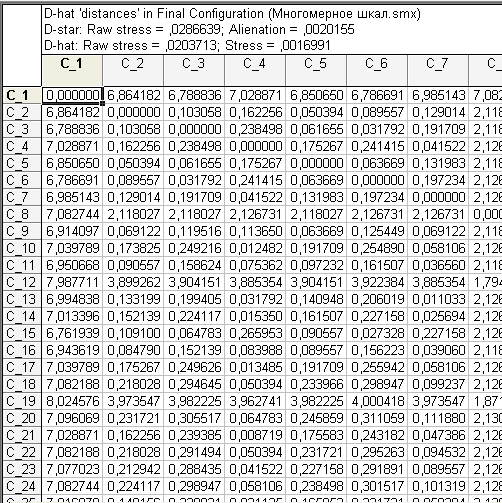 D-hat 'distances' in Final Configuration (Многомерное шкал.smx)
D-star: Raw stress = ,0286639; Alienation = ,0020155
D-hat: Raw stress = ,0203713; Stress = ,0016991
C_1 C_2 C_3 C_4 C_5 C_6 C_7 C_
C_1 0,000000 6,864182 6,788836 7,028871 6,850650 6,786691 6,985143 7,082
C_2 6,864182 0,000000 0,103058 0,162256 0,050394 0,089557 0,129014 2,118
C_3 6,788836 0,103058 0,000000 0,238498 0,061655 0,031792 0,191709 2,118
C_4 7,028871 0,162256 0,238498 0,000000 0,175267 0,241415 0,041522 2,126
C_5 6,850650 0,050394 0,061655 0,175267 0,000000 0,063669 0,131983 2,118
C_6 6,786691 0,089557 0,031792 0,241415 0,063669 0,000000 0,197234 2,126
C_7 6,985143 0,129014 0,191709 0,041522 0,131983 0,197234 0,000000 2,126
C_8 7,082744 2,118027 2,118027 2,126731 2,118027 2,126731 2,126731 0,000
C_9 6,914097 0,069122 0,119516 0,113650 0,063669 0,125449 0,069122 2,118
C_10 7,039789 0,173825 0,249216 0,012482 0,191709 0,254890 0,058106 2,126
C_11 6,950668 0,090557 0,158624 0,075362 0,097232 0,161507 0,036560 2,118
C_12 7,987711 3,899262 3,904151 3,885354 3,904151 3,922384 3,885354 1,794
C_13 6,994838 0,133199 0,199405 0,031792 0,140948 0,206019 0,011033 2,126
C_14 7,013396 0,152139 0,224117 0,015350 0,161507 0,227158 0,025694 2,126
C_15 6,761939 0,109100 0,064783 0,265953 0,090557 0,027328 0,227158 2,126
C_16 6,943619 0,084790 0,152139 0,083988 0,089557 0,156223 0,039060 2,118
C_17 7,039789 0,175267 0,249626 0,013485 0,191709 0,255942 0,058106 2,126
C_18 7,082188 0,218028 0,294645 0,050394 0,233966 0,298947 0,099297 2,126
C_19 8,024576 3,973547 3,982225 3,962741 3,982225 4,000418 3,973547 1,871
C_20 7,096069 0,231721 0,305517 0,064783 0,245859 0,311059 0,111880 2,130
C_21 7,028871 0,162256 0,239385 0,008719 0,175583 0,243182 0,047386 2,126
C_22 7,082188 0,218028 0,291494 0,050394 0,231721 0,295263 0,094532 2,126
C_23 7,077023 0,212942 0,288435 0,041522 0,227158 0,291891 0,089557 2,126
C_24 7,082744 0,224117 0,298947 0,058106 0,238498 0,301517 0,101319 2,126